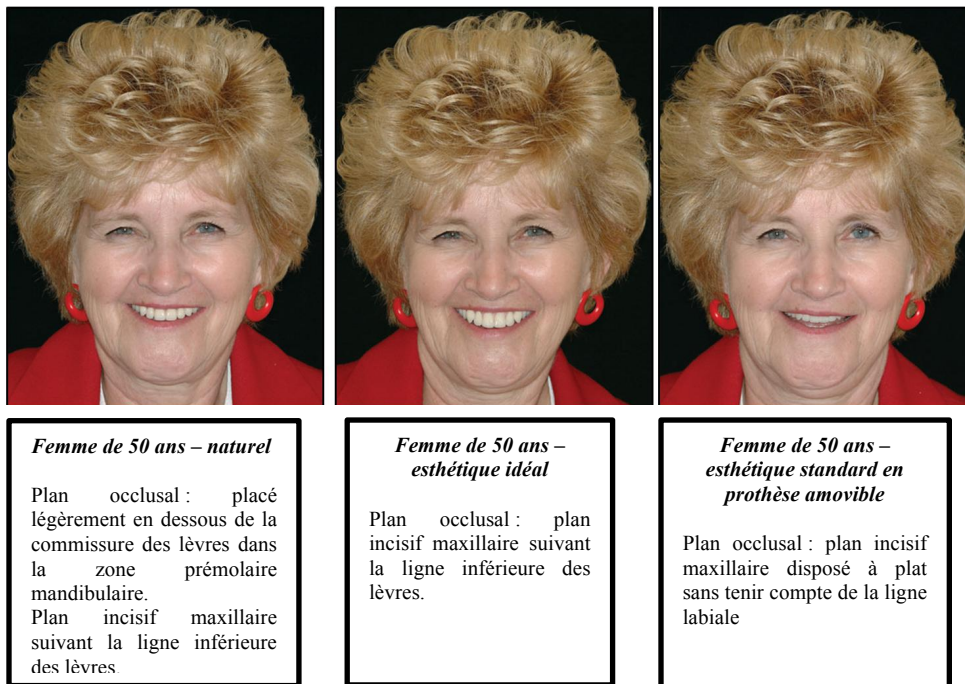 Femme de 50 ans – naturel
Plan occlusal : placé
légèrement en dessous de la
commissure des lèvres dans
la zone prémolaire
mandibulaire.
Plan incisif maxillaire
suivant la ligne inférieure
des lèvres.
Femme de 50 ans –
esthétique idéal
Plan occlusal : plan
incisif maxillaire suivant
la ligne inférieure des
lèvres.
Femme de 50 ans –
esthétique standard en
prothèse amovible
Plan occlusal : plan incisif
maxillaire disposé à plat
sans tenir compte de la ligne
labiale